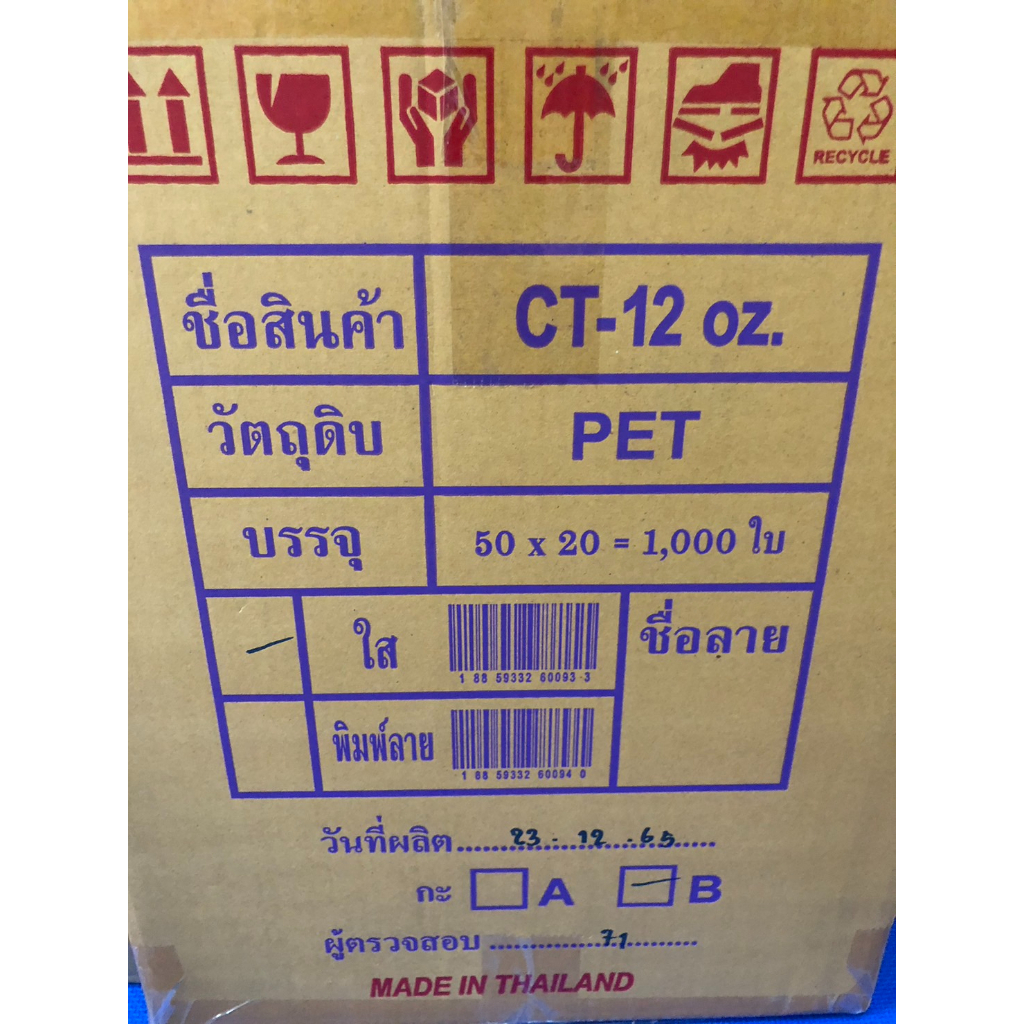 RECYCLE
ชื่อสินค้า CT-12 oz.
วัตถุดิบ PET
บรรจุ 50 x 20 = 1,000 ใบ
ใส 1 88 59332 60093 3 ชื่อลาย
พิมพ์ลาย 1 88 59332 60094 0
วันที่ผลิต......23 - 12 - 65......
กะ A B
ผู้ตรวจสอบ ................71..........
MADE IN THAILAND